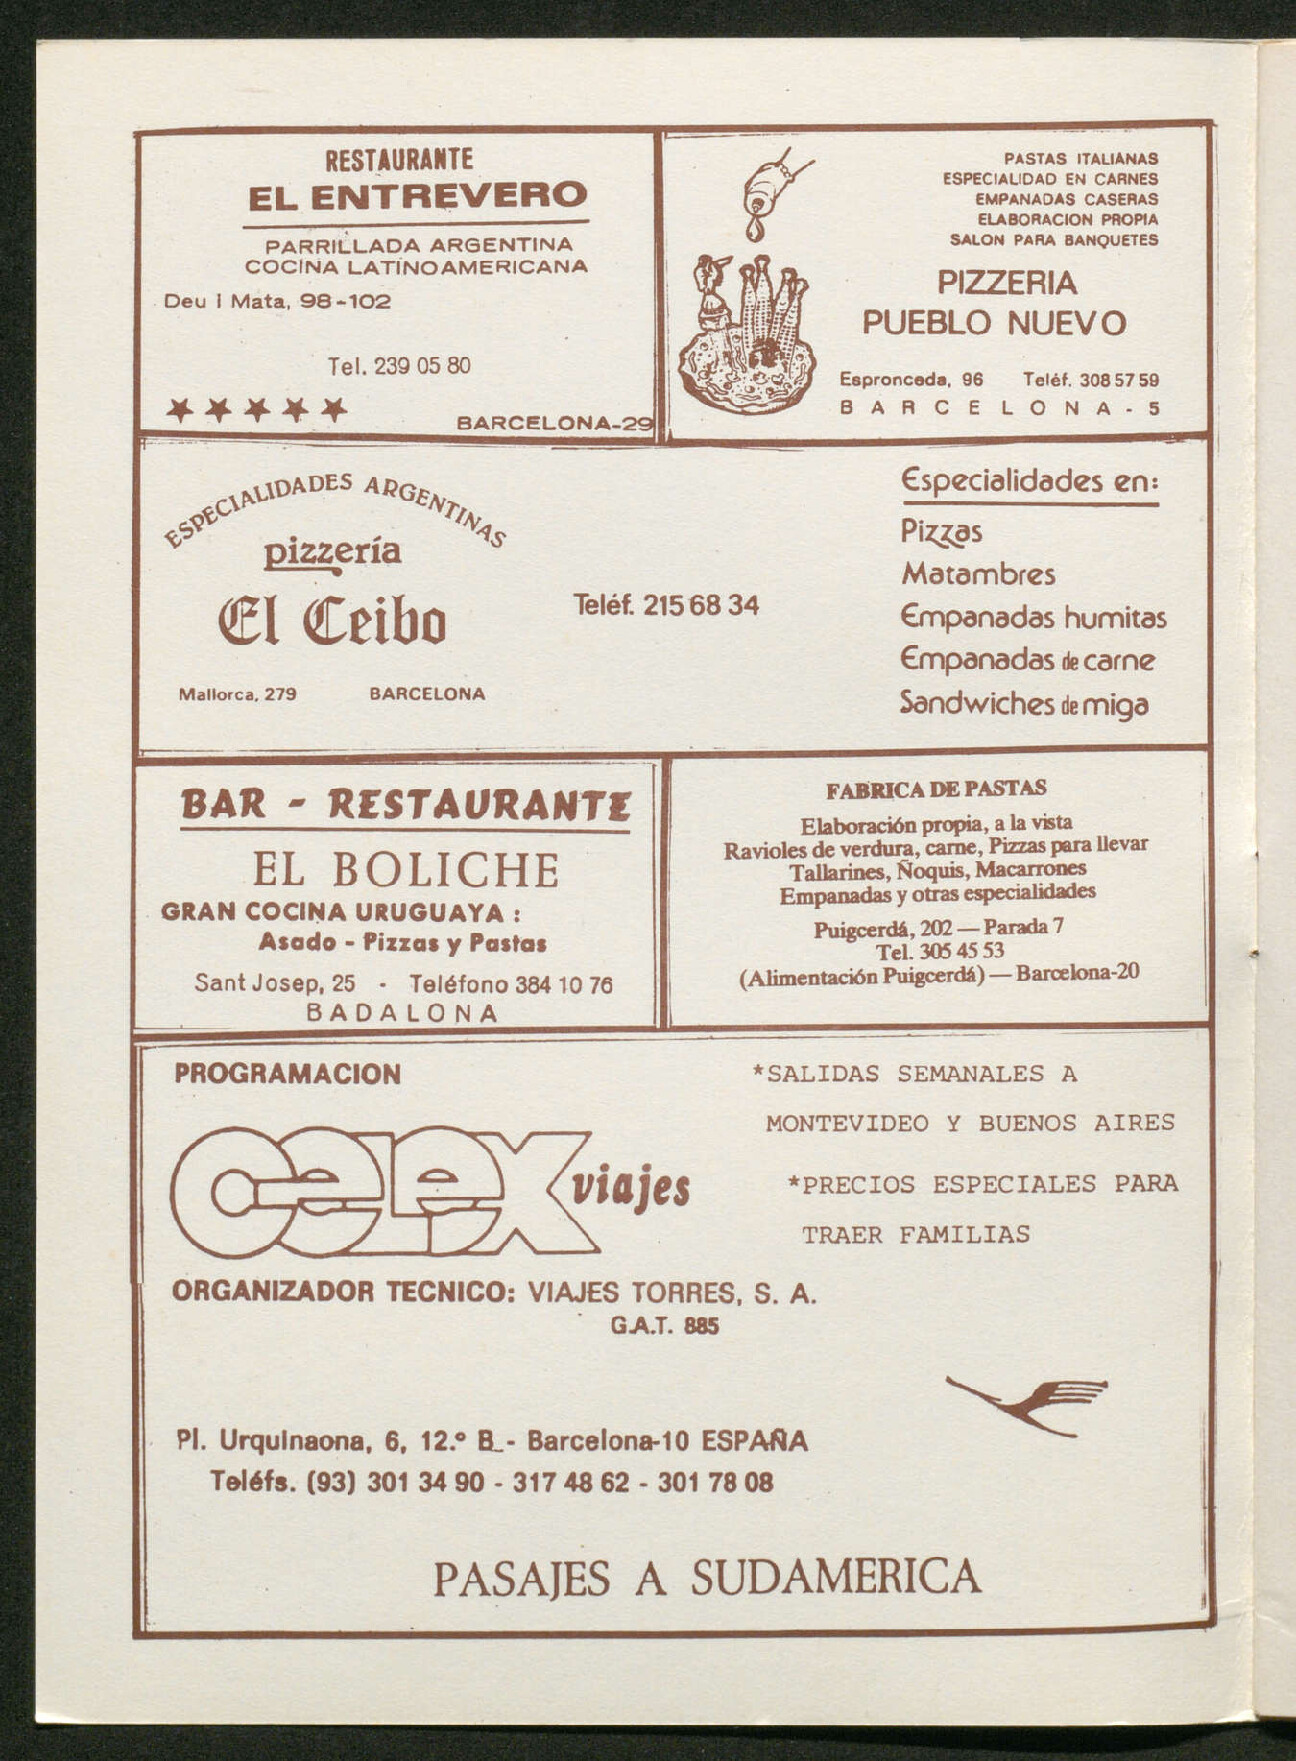 RESTAURANTE
EL ENTREVERO
PARRILLADA ARGENTINA
COCINA LATINOAMERICANA
Deu i Mata, 98-102
Tel. 239 05 80
BARCELONA-29
PASTAS ITALIANAS
ESPECIALIDAD EN CARNES
EMPANADAS CASERAS
ELABORACION PROPIA
SALON PARA BANQUETES
PIZZERIA
PUEBLO NUEVO
Espronceda, 96 Teléf. 308 57 59
BARCELONA - 5
ESPECIALIDADES ARGENTINAS
pizzería
El Ceibo
Mallorca, 279 BARCELONA
Teléf. 215 68 34
Especialidades en:
Pizzas
Matambres
Empanadas humitas
Empanadas de carne
Sandwiches de miga
BAR - RESTAURANTE
EL BOLICHE
GRAN COCINA URUGUAYA :
Asado - Pizzas y Pastas
Sant Josep, 25 - Teléfono 384 10 76
BADALONA
FABRICA DE PASTAS
Elaboración propia, a la vista
Ravioles de verdura, carne, Pizzas para llevar
Tallarines, Ñoquis, Macarrones
Empanadas y otras especialidades
Puigcerdá, 202 — Parada 7
Tel. 305 45 53
(Alimentación Puigcerdá) — Barcelona-20
PROGRAMACION
CELEX viajes
*SALIDAS SEMANALES A
MONTEVIDEO Y BUENOS AIRES
*PRECIOS ESPECIALES PARA
TRAER FAMILIAS
ORGANIZADOR TECNICO: VIAJES TORRES, S. A.
G.A.T. 885
Pl. Urquinaona, 6, 12.º B - Barcelona-10 ESPAÑA
Teléfs. (93) 301 34 90 - 317 48 62 - 301 78 08
PASAJES A SUDAMERICA